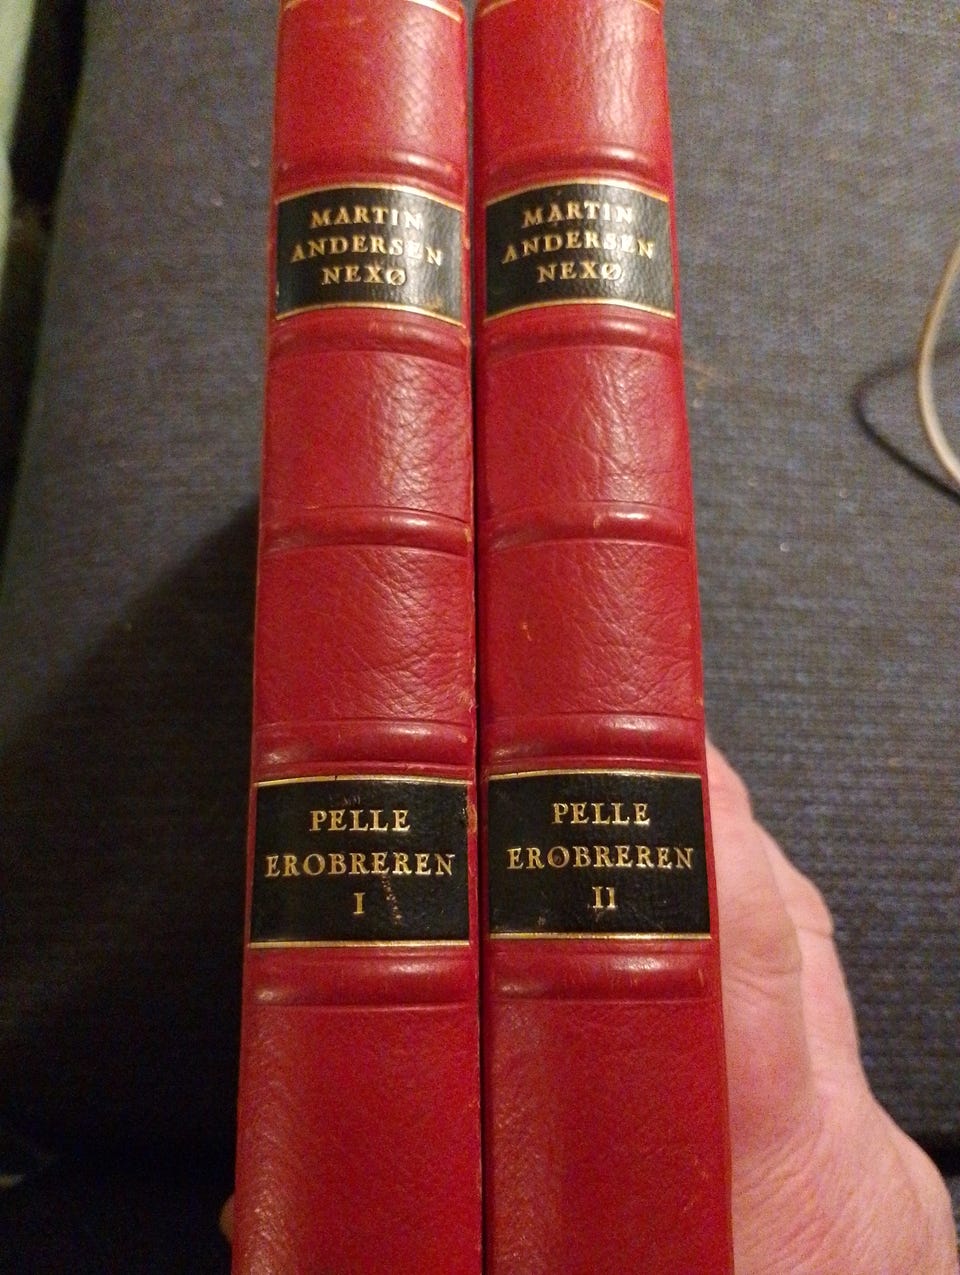 MARTIN
ANDERSEN
NEXØ
PELLE
EROBREREN
I
MARTIN
ANDERSEN
NEXØ
PELLE
EROBREREN
II